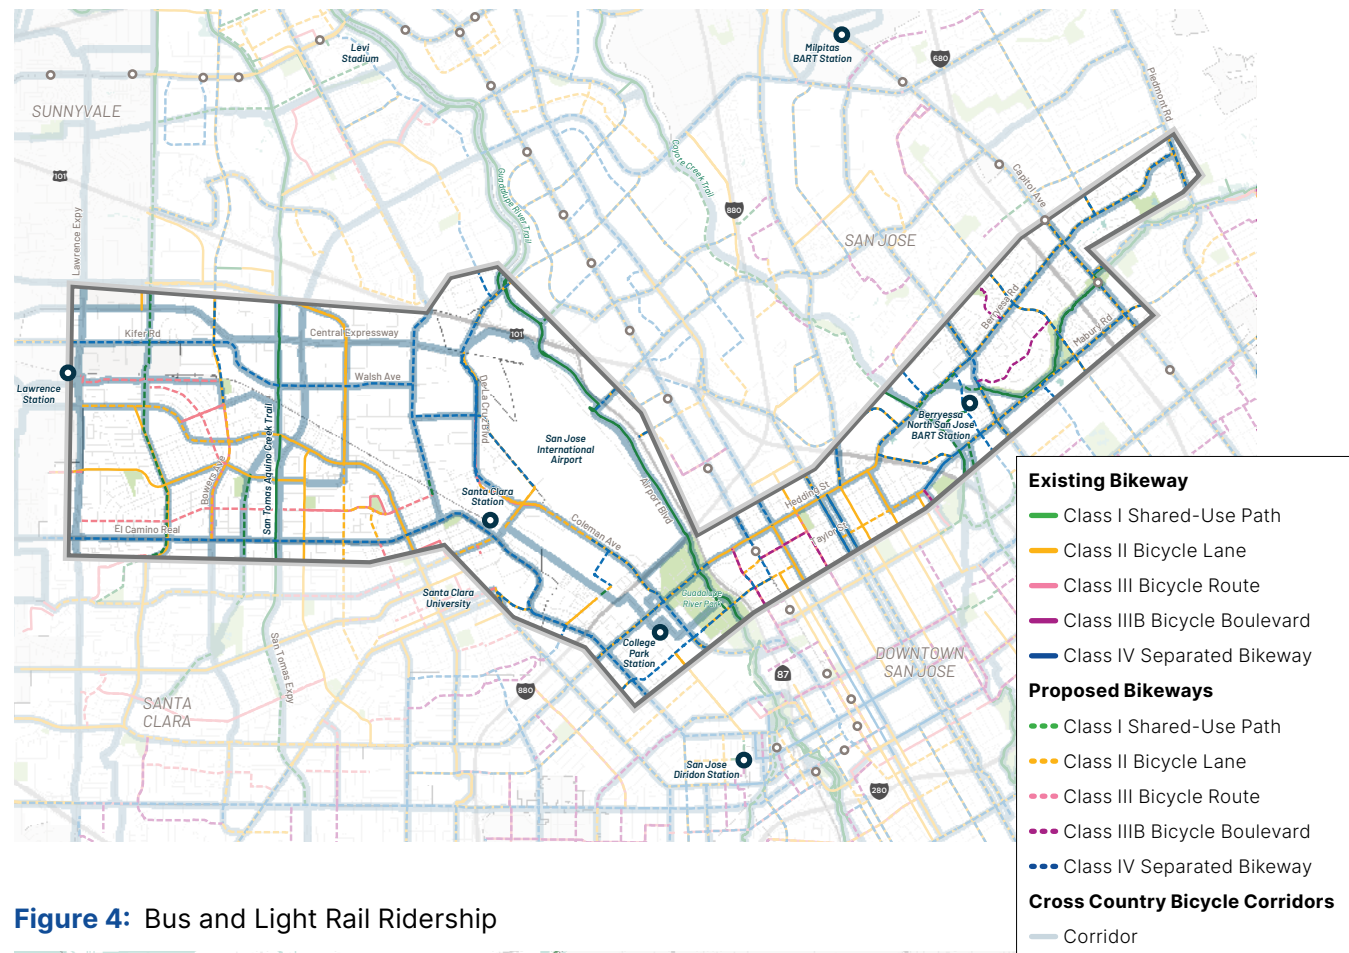 Levi
Stadium
Milpitas
BART Station
680
Piedmont Rd
SUNNYVALE
101
Lawrence Expy
Guadalupe River Trail
Coyote Creek Trail
880
Capitol Ave
SAN JOSE
Kifer Rd
Central Expressway
101
Berryessa Rd
Mabury Rd
Lawrence
Station
Walsh Ave
De La Cruz Blvd
San Jose
International
Airport
Berryessa
North San Jose
BART Station
San Tomas Aquino Creek Trail
Bowers Ave
Santa Clara
Station
Airport Blvd
Hedding St
Taylor St
El Camino Real
Coleman Ave
Santa Clara
University
Guadalupe
River Park
College
Park
Station
San Tomas Expy
SANTA
CLARA
880
87
DOWNTOWN
SAN JOSE
San Jose
Diridon Station
280
Existing Bikeway
Class I Shared-Use Path
Class II Bicycle Lane
Class III Bicycle Route
Class IIIB Bicycle Boulevard
Class IV Separated Bikeway
Proposed Bikeways
Class I Shared-Use Path
Class II Bicycle Lane
Class III Bicycle Route
Class IIIB Bicycle Boulevard
Class IV Separated Bikeway
Cross Country Bicycle Corridors
Corridor
Figure 4: Bus and Light Rail Ridership